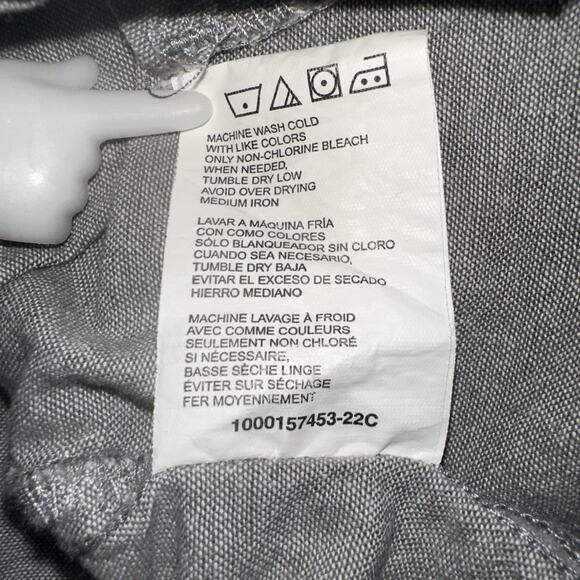 MACHINE WASH COLD
WITH LIKE COLORS
ONLY NON-CHLORINE BLEACH
WHEN NEEDED,
TUMBLE DRY LOW
AVOID OVER DRYING
MEDIUM IRON
LAVAR A MÁQUINA FRÍA
CON COMO COLORES
SÓLO BLANQUEADOR SIN CLORO
CUANDO SEA NECESARIO,
TUMBLE DRY BAJA
EVITAR EL EXCESO DE SECADO
HIERRO MEDIANO
MACHINE LAVAGE À FROID
AVEC COMME COULEURS
SEULEMENT NON CHLORÉ
SI NÉCESSAIRE,
BASSE SÈCHE LINGE
ÉVITER SUR SÉCHAGE
FER MOYENNEMENT
1000157453-22C